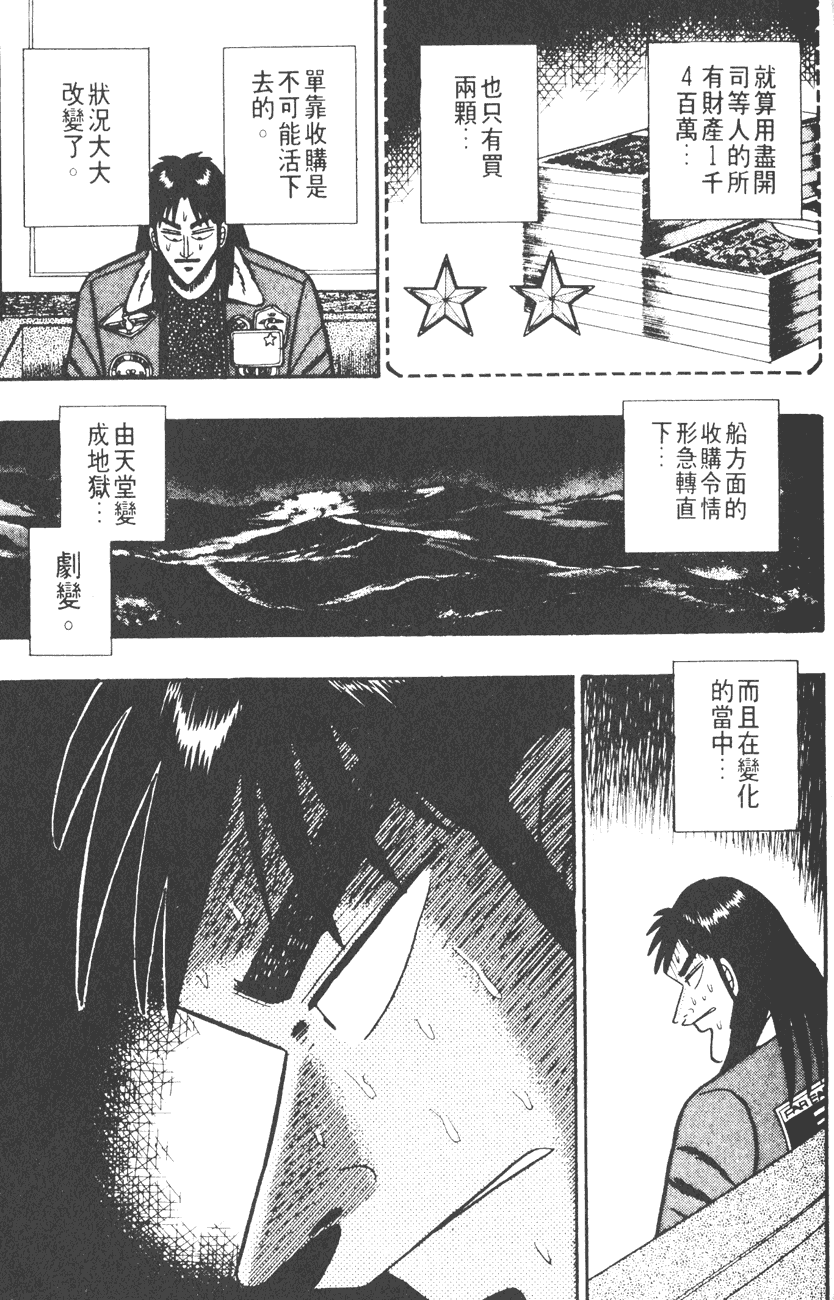 就算用盡開
司等人的所
有財產1千
4百萬…
也只有買
兩顆…
單靠收購是
不可能活下
去的。
狀況大大
改變了。
船方面的
收購令情
形急轉直
下…
由天堂變
成地獄…
劇變。
而且在變化
的當中…